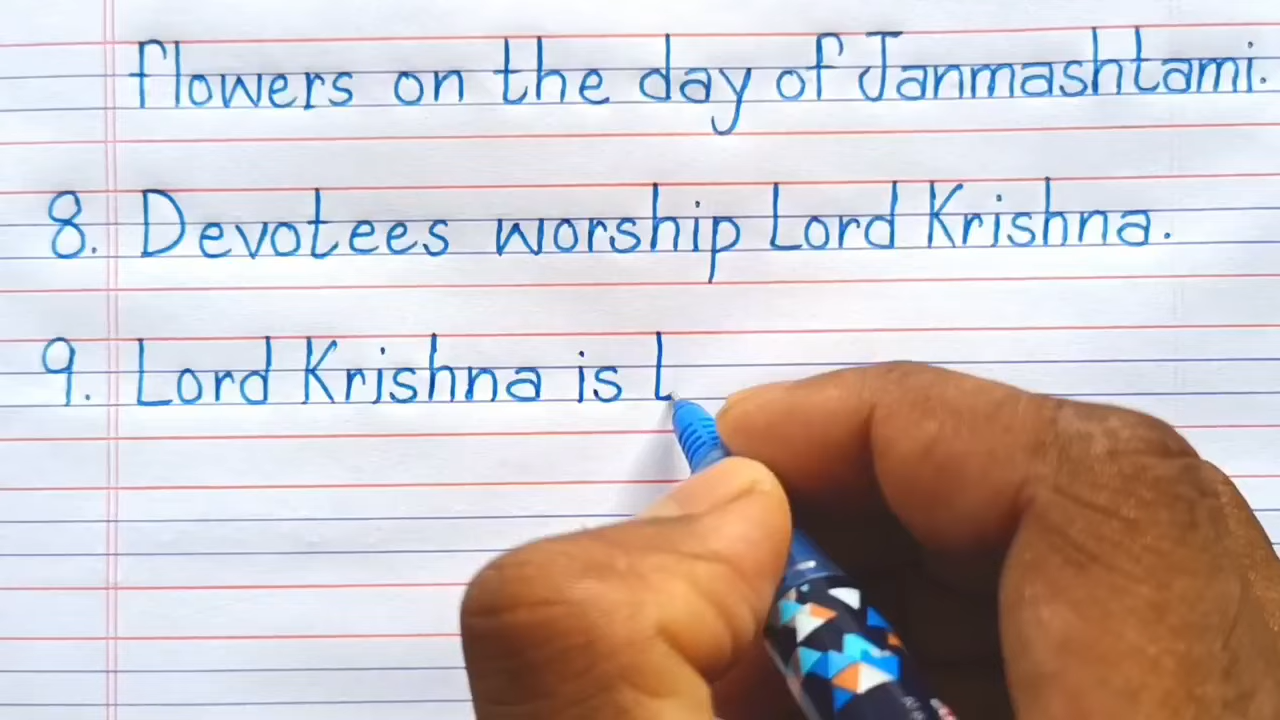 flowers on the day of Janmashtami.
8. Devotees worship Lord Krishna.
9. Lord Krishna is